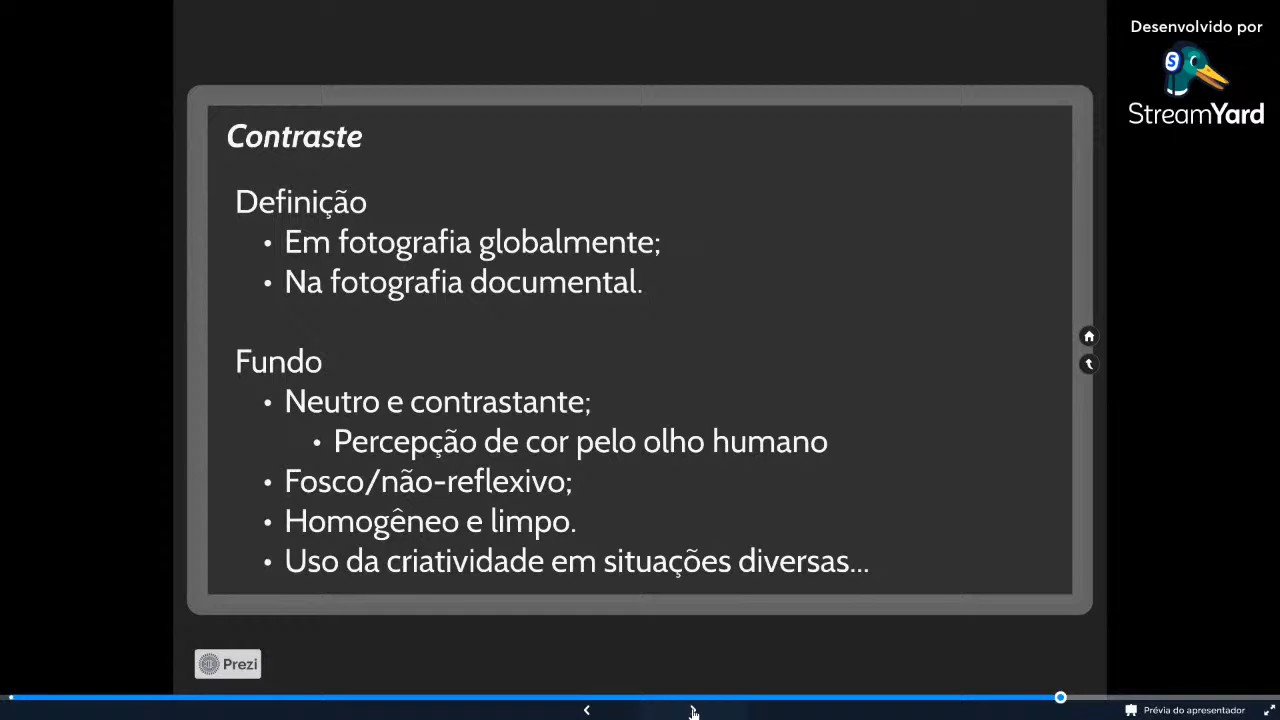 Desenvolvido por
StreamYard
Contraste
Definição
• Em fotografia globalmente;
• Na fotografia documental.
Fundo
• Neutro e contrastante;
• Percepção de cor pelo olho humano
• Fosco/não-reflexivo;
• Homogêneo e limpo.
• Uso da criatividade em situações diversas...
Prezi
Prévia do apresentador